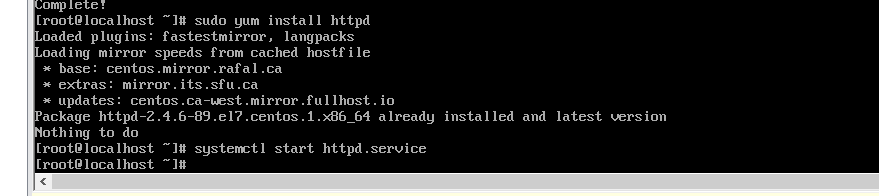 Complete!
[root@localhost ~]# sudo yum install httpd
Loaded plugins: fastestmirror, langpacks
Loading mirror speeds from cached hostfile
 * base: centos.mirror.rafal.ca
 * extras: mirror.its.sfu.ca
 * updates: centos.ca-west.mirror.fullhost.io
Package httpd-2.4.6-89.el7.centos.1.x86_64 already installed and latest version
Nothing to do
[root@localhost ~]# systemctl start httpd.service
[root@localhost ~]#